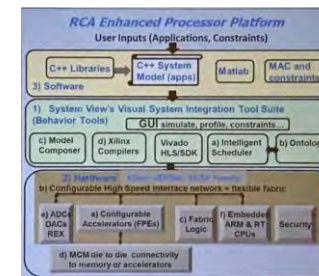 RCA Enhanced Processor Platform
User Inputs (Applications, Constraints)
C++ Libraries
C++ System
Model (apps)
Matlab
MAC and
constraints
3) Software
1) System View's Visual System Integration Tool Suite
(Behavior Tools)
GUI simulate, profile, constraints...
c) Model
Composer
d) Xilinx
Compilers
Vivado
HLS/SDK
a) Intelligent
Scheduler
b) Ontolog
2) Hardware
b) Configurable High Speed Interface network + flexible fabric
e) ADCs
DACs
REX
a) Configurable
Accelerators (FPEs)
c) Fabric
Logic
f) Embedded
ARM & RT
CPUs
Security
d) MCM die to die connectivity
to memory or accelerators